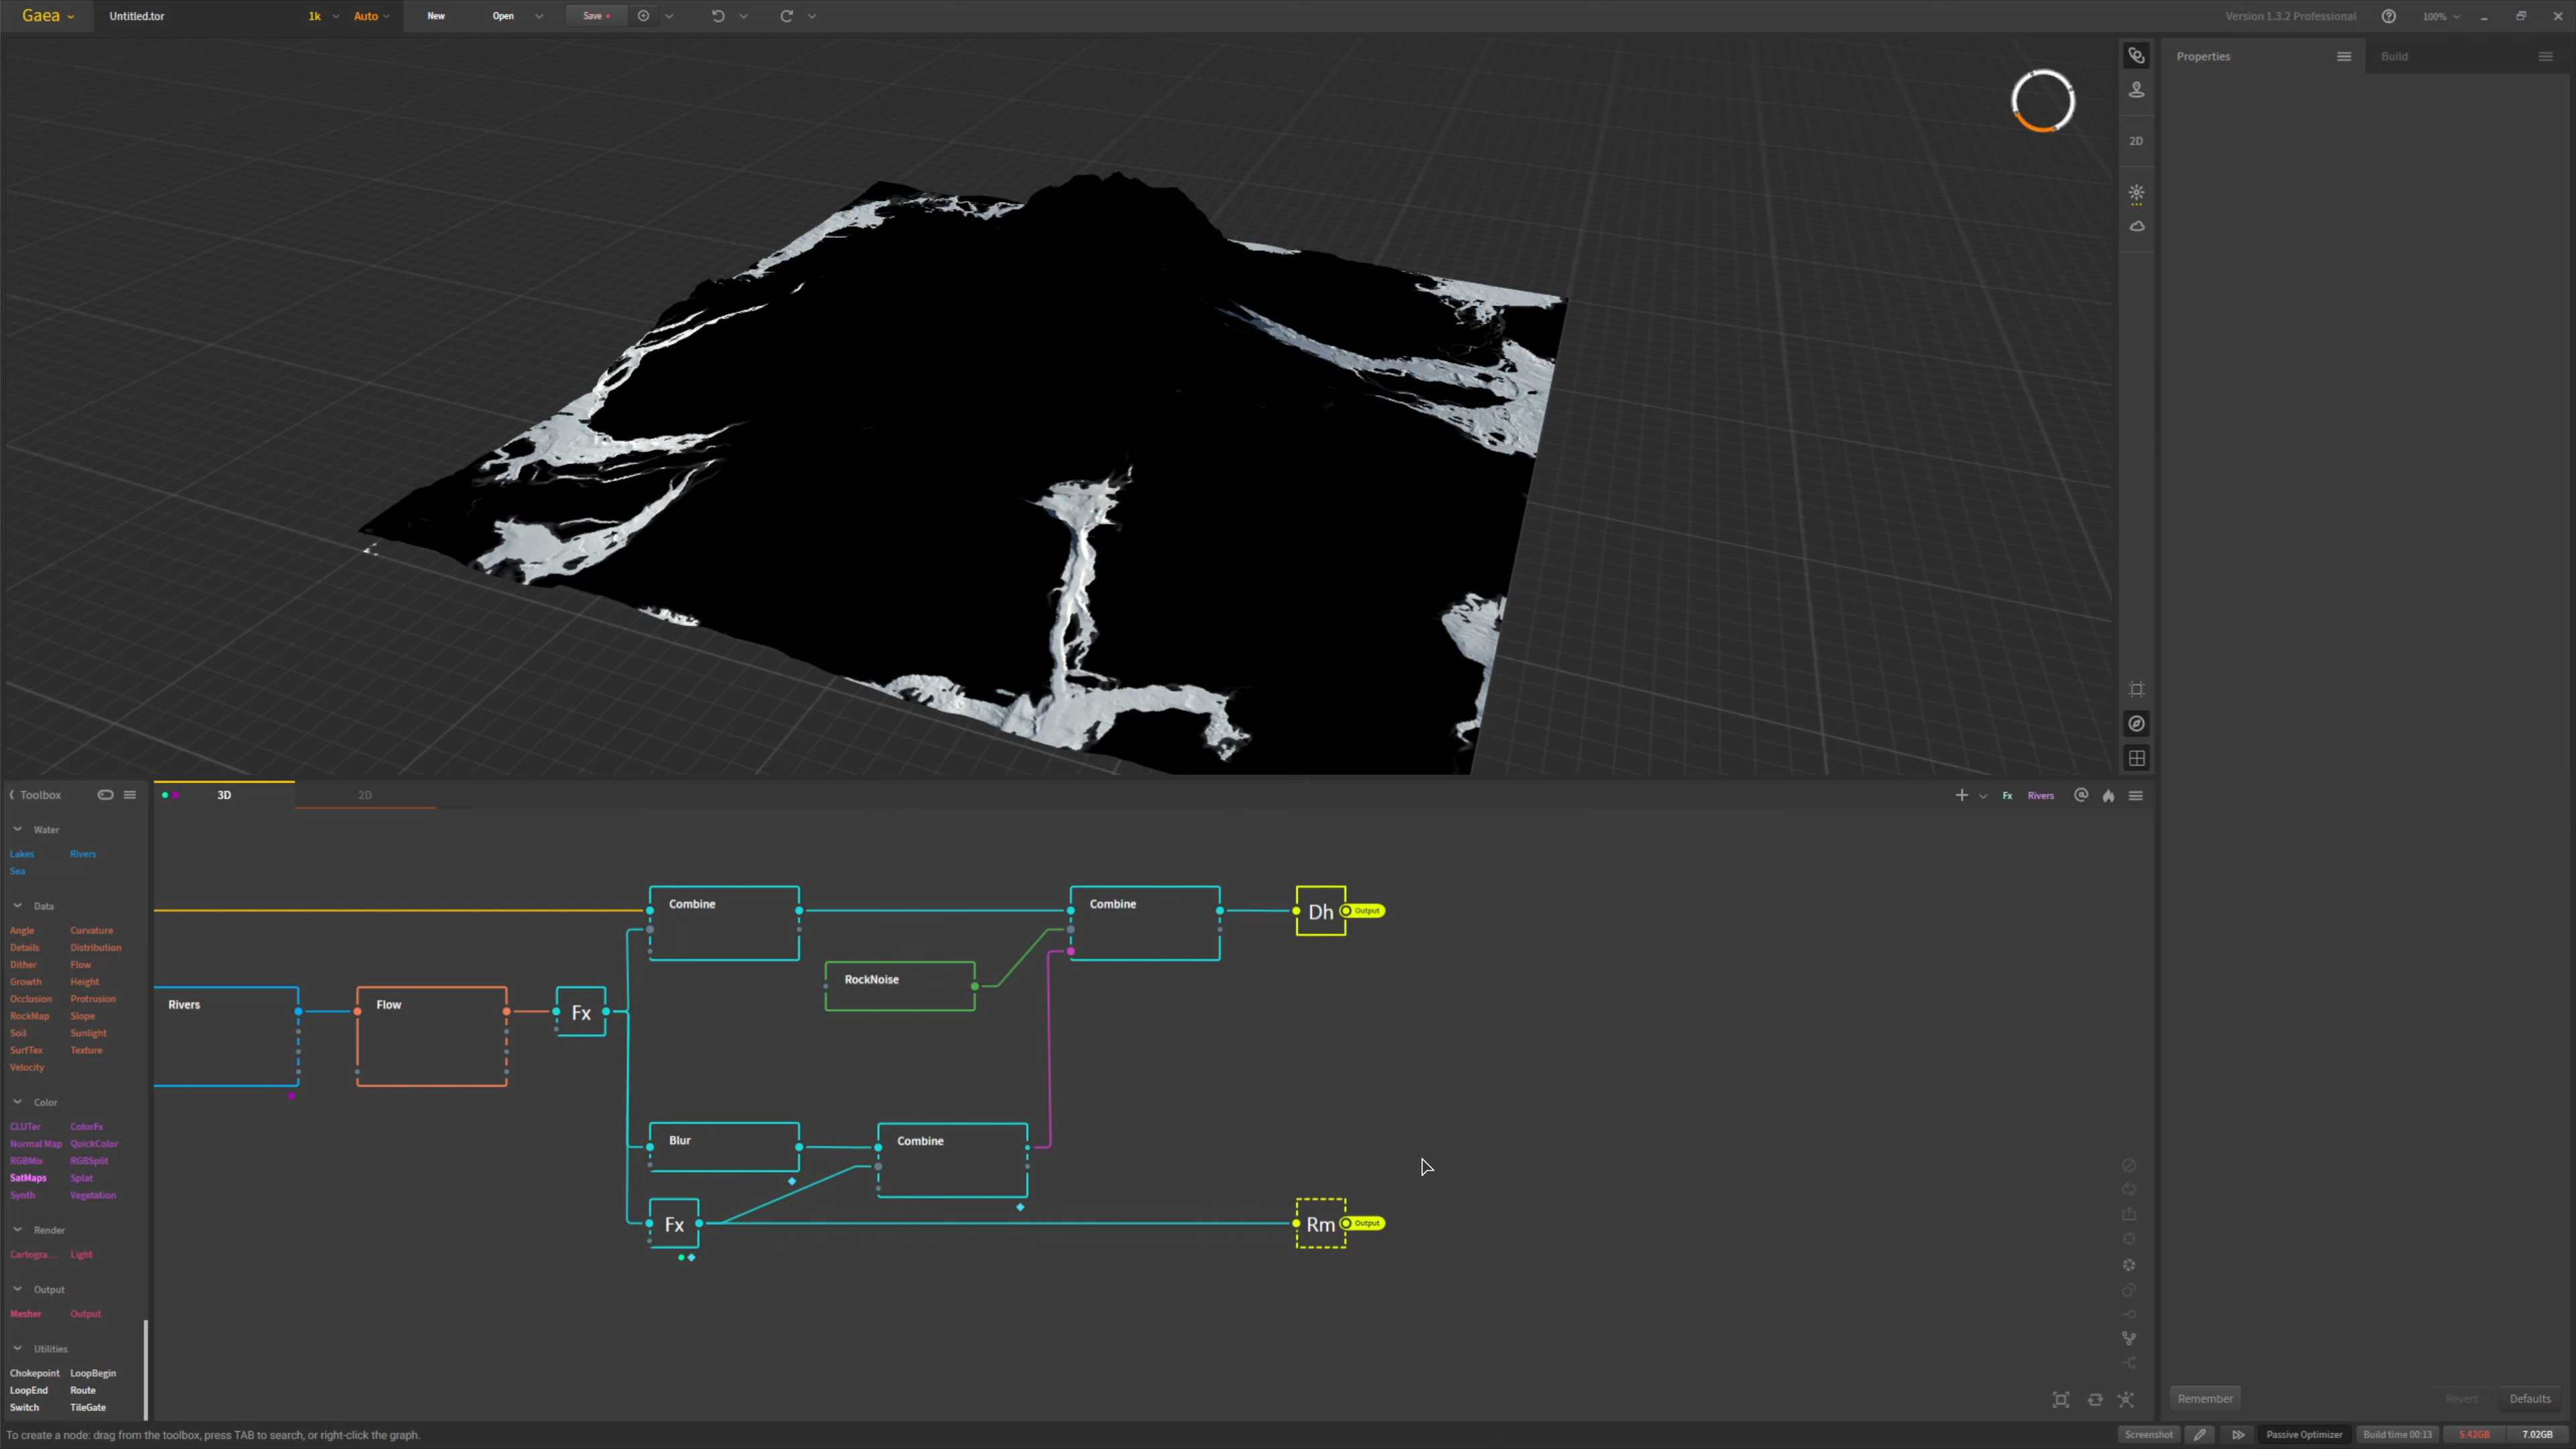 Gaea
Untitled.tor
1k
Auto
New
Open
Save
Version 1.3.2 Professional
100%
Properties
Build
2D
Toolbox
3D
2D
Fx
Rivers
Water
Lakes Rivers
Sea
Data
Angle Curvature
Details Distribution
Dither Flow
Growth Height
Occlusion Protrusion
RockMap Slope
Soil Sunlight
SurfTex Texture
Velocity
Color
CLUTer ColorFx
Normal Map QuickColor
RGBMix RGBSplit
SatMaps Splat
Synth Vegetation
Render
Cartogra... Light
Output
Mesher Output
Utilities
Chokepoint LoopBegin
LoopEnd Route
Switch TileGate
Combine
Combine
Dh Output
RockNoise
Rivers
Flow
Fx
Blur
Combine
Fx
Rm Output
Remember
Revert
Defaults
To create a node: drag from the toolbox, press TAB to search, or right-click the graph.
Screenshot
Passive Optimizer
Build time 00:13
5.42GB
7.02GB